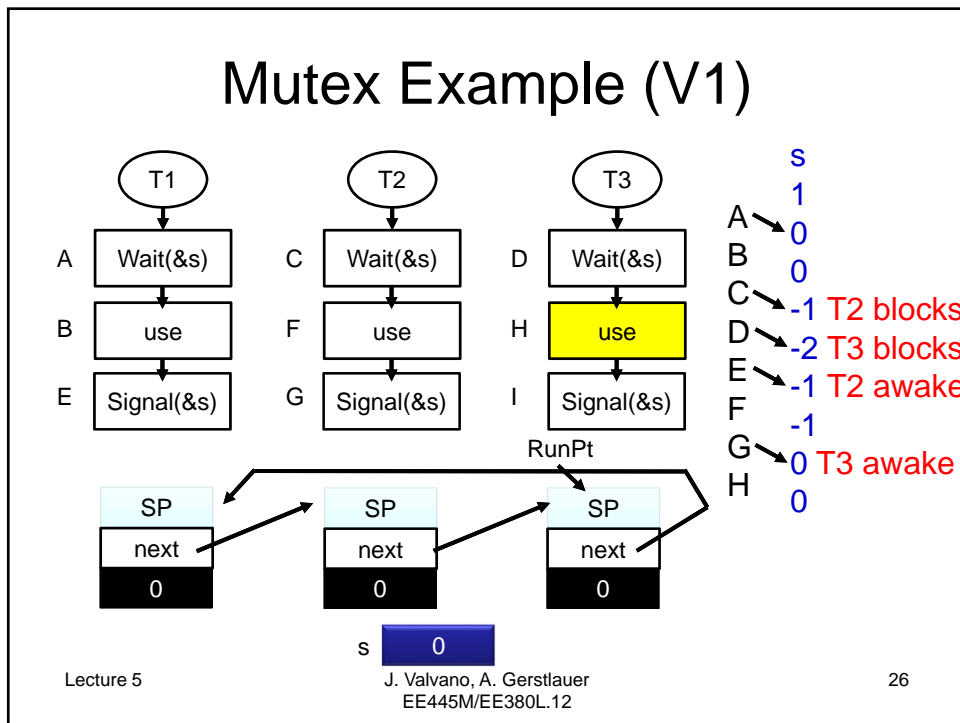 Mutex Example (V1)
T1
T2
T3
A
Wait(&s)
C
Wait(&s)
D
Wait(&s)
B
use
F
use
H
use
E
Signal(&s)
G
Signal(&s)
I
Signal(&s)
s
1
A
0
B
0
C
-1 T2 blocks
D
-2 T3 blocks
E
-1 T2 awake
F
-1
G
0 T3 awake
H
0
RunPt
SP
SP
SP
next
next
next
0
0
0
s
0
Lecture 5
J. Valvano, A. Gerstlauer
EE445M/EE380L.12
26